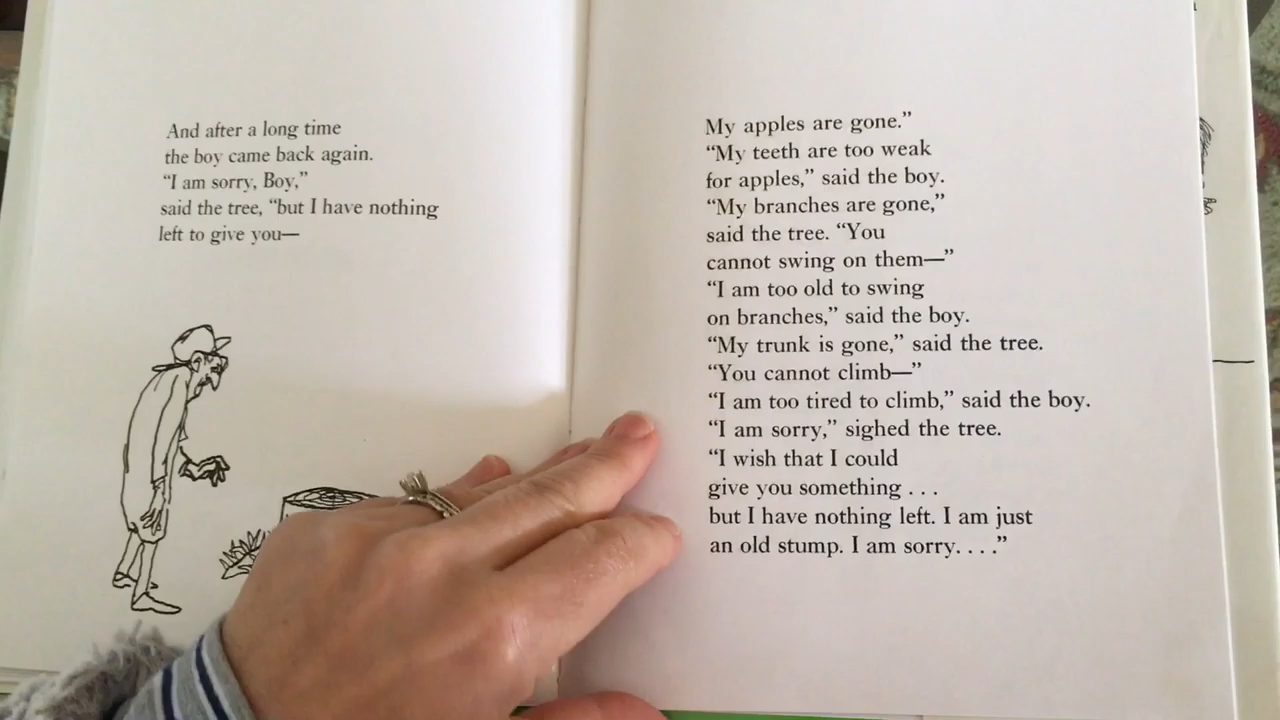 And after a long time
the boy came back again.
“I am sorry, Boy,”
said the tree, “but I have nothing
left to give you—
My apples are gone.”
“My teeth are too weak
for apples,” said the boy.
“My branches are gone,”
said the tree. “You
cannot swing on them—”
“I am too old to swing
on branches,” said the boy.
“My trunk is gone,” said the tree.
“You cannot climb—”
“I am too tired to climb,” said the boy.
“I am sorry,” sighed the tree.
“I wish that I could
give you something . . .
but I have nothing left. I am just
an old stump. I am sorry. . . .”